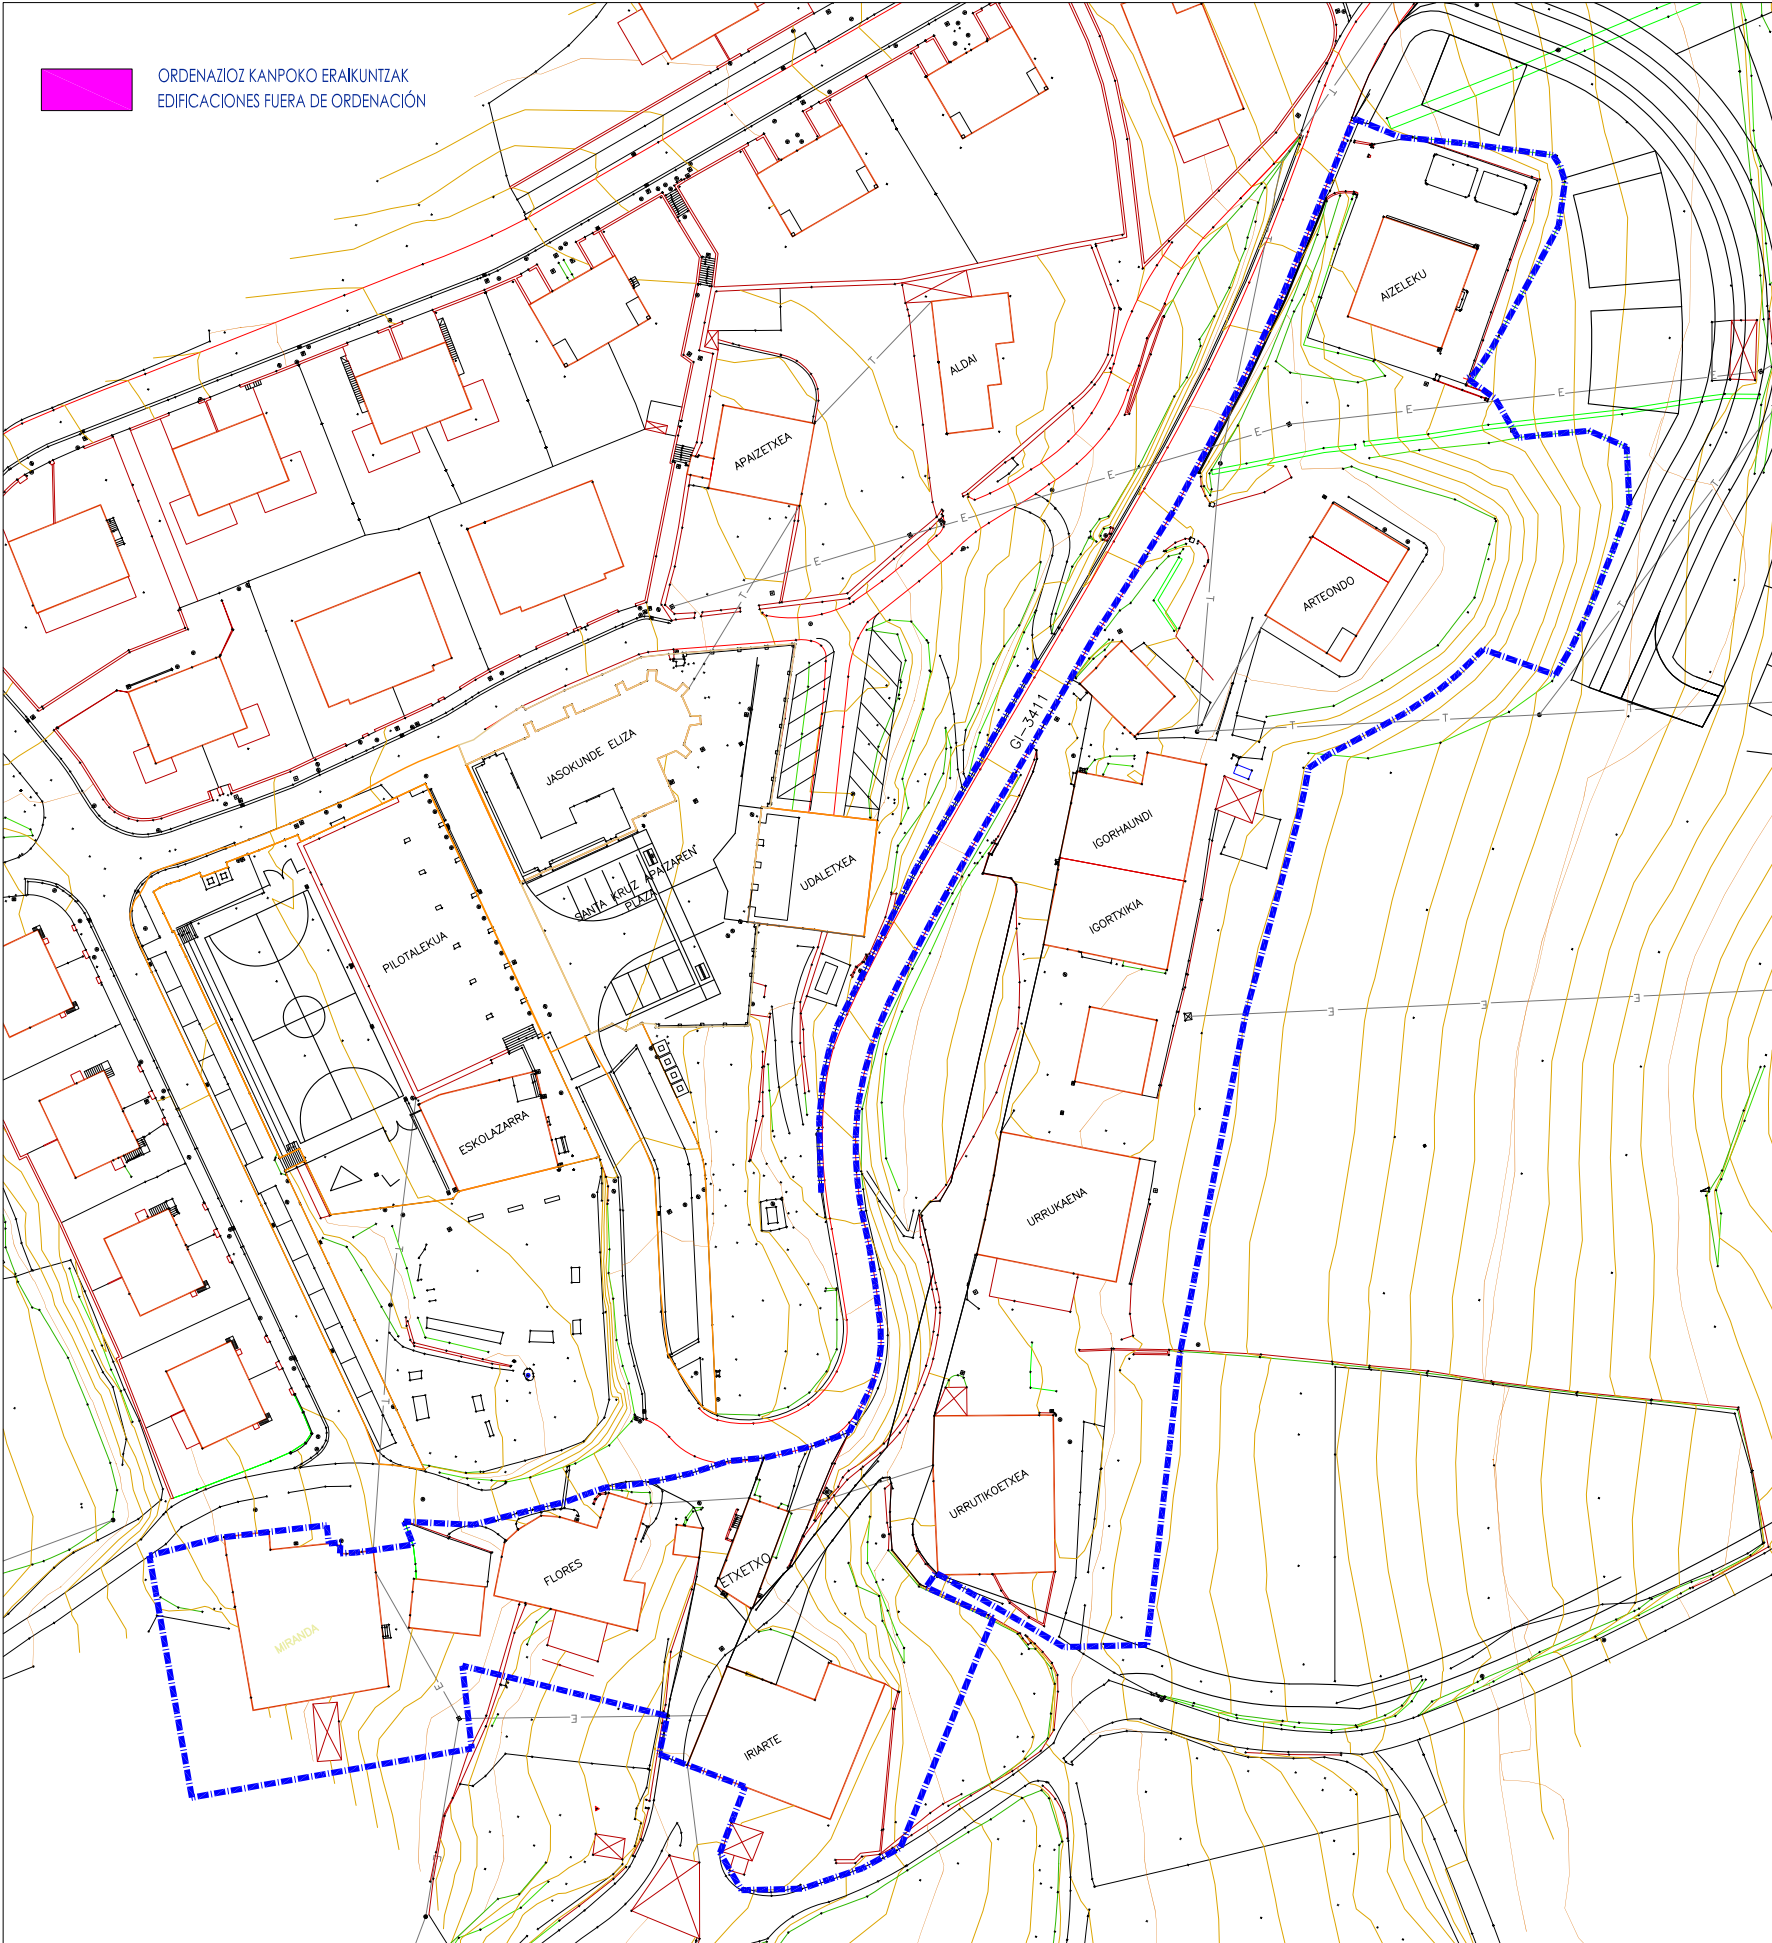 ORDENAZIOZ KANPOKO ERAIKUNTZAK
EDIFICACIONES FUERA DE ORDENACIÓN
AIZELEKU
ALDAI
APAIZETXEA
ARTEONDO
GI-3411
JASOKUNDE ELIZA
IGORHAUNDI
UDALETXEA
SANTA KRUZ APAIZAREN
PLAZA
IGORTXIKIA
PILOTALEKUA
ESKOLAZARRA
URRUKAENA
URRUTIKOETXEA
FLORES
ETXETXO
MIRANDA
IRIARTE
T
T
T
T
T
T
T
T
T
T
T
E
E
E
E
E
E
E
E
E
E
E
E